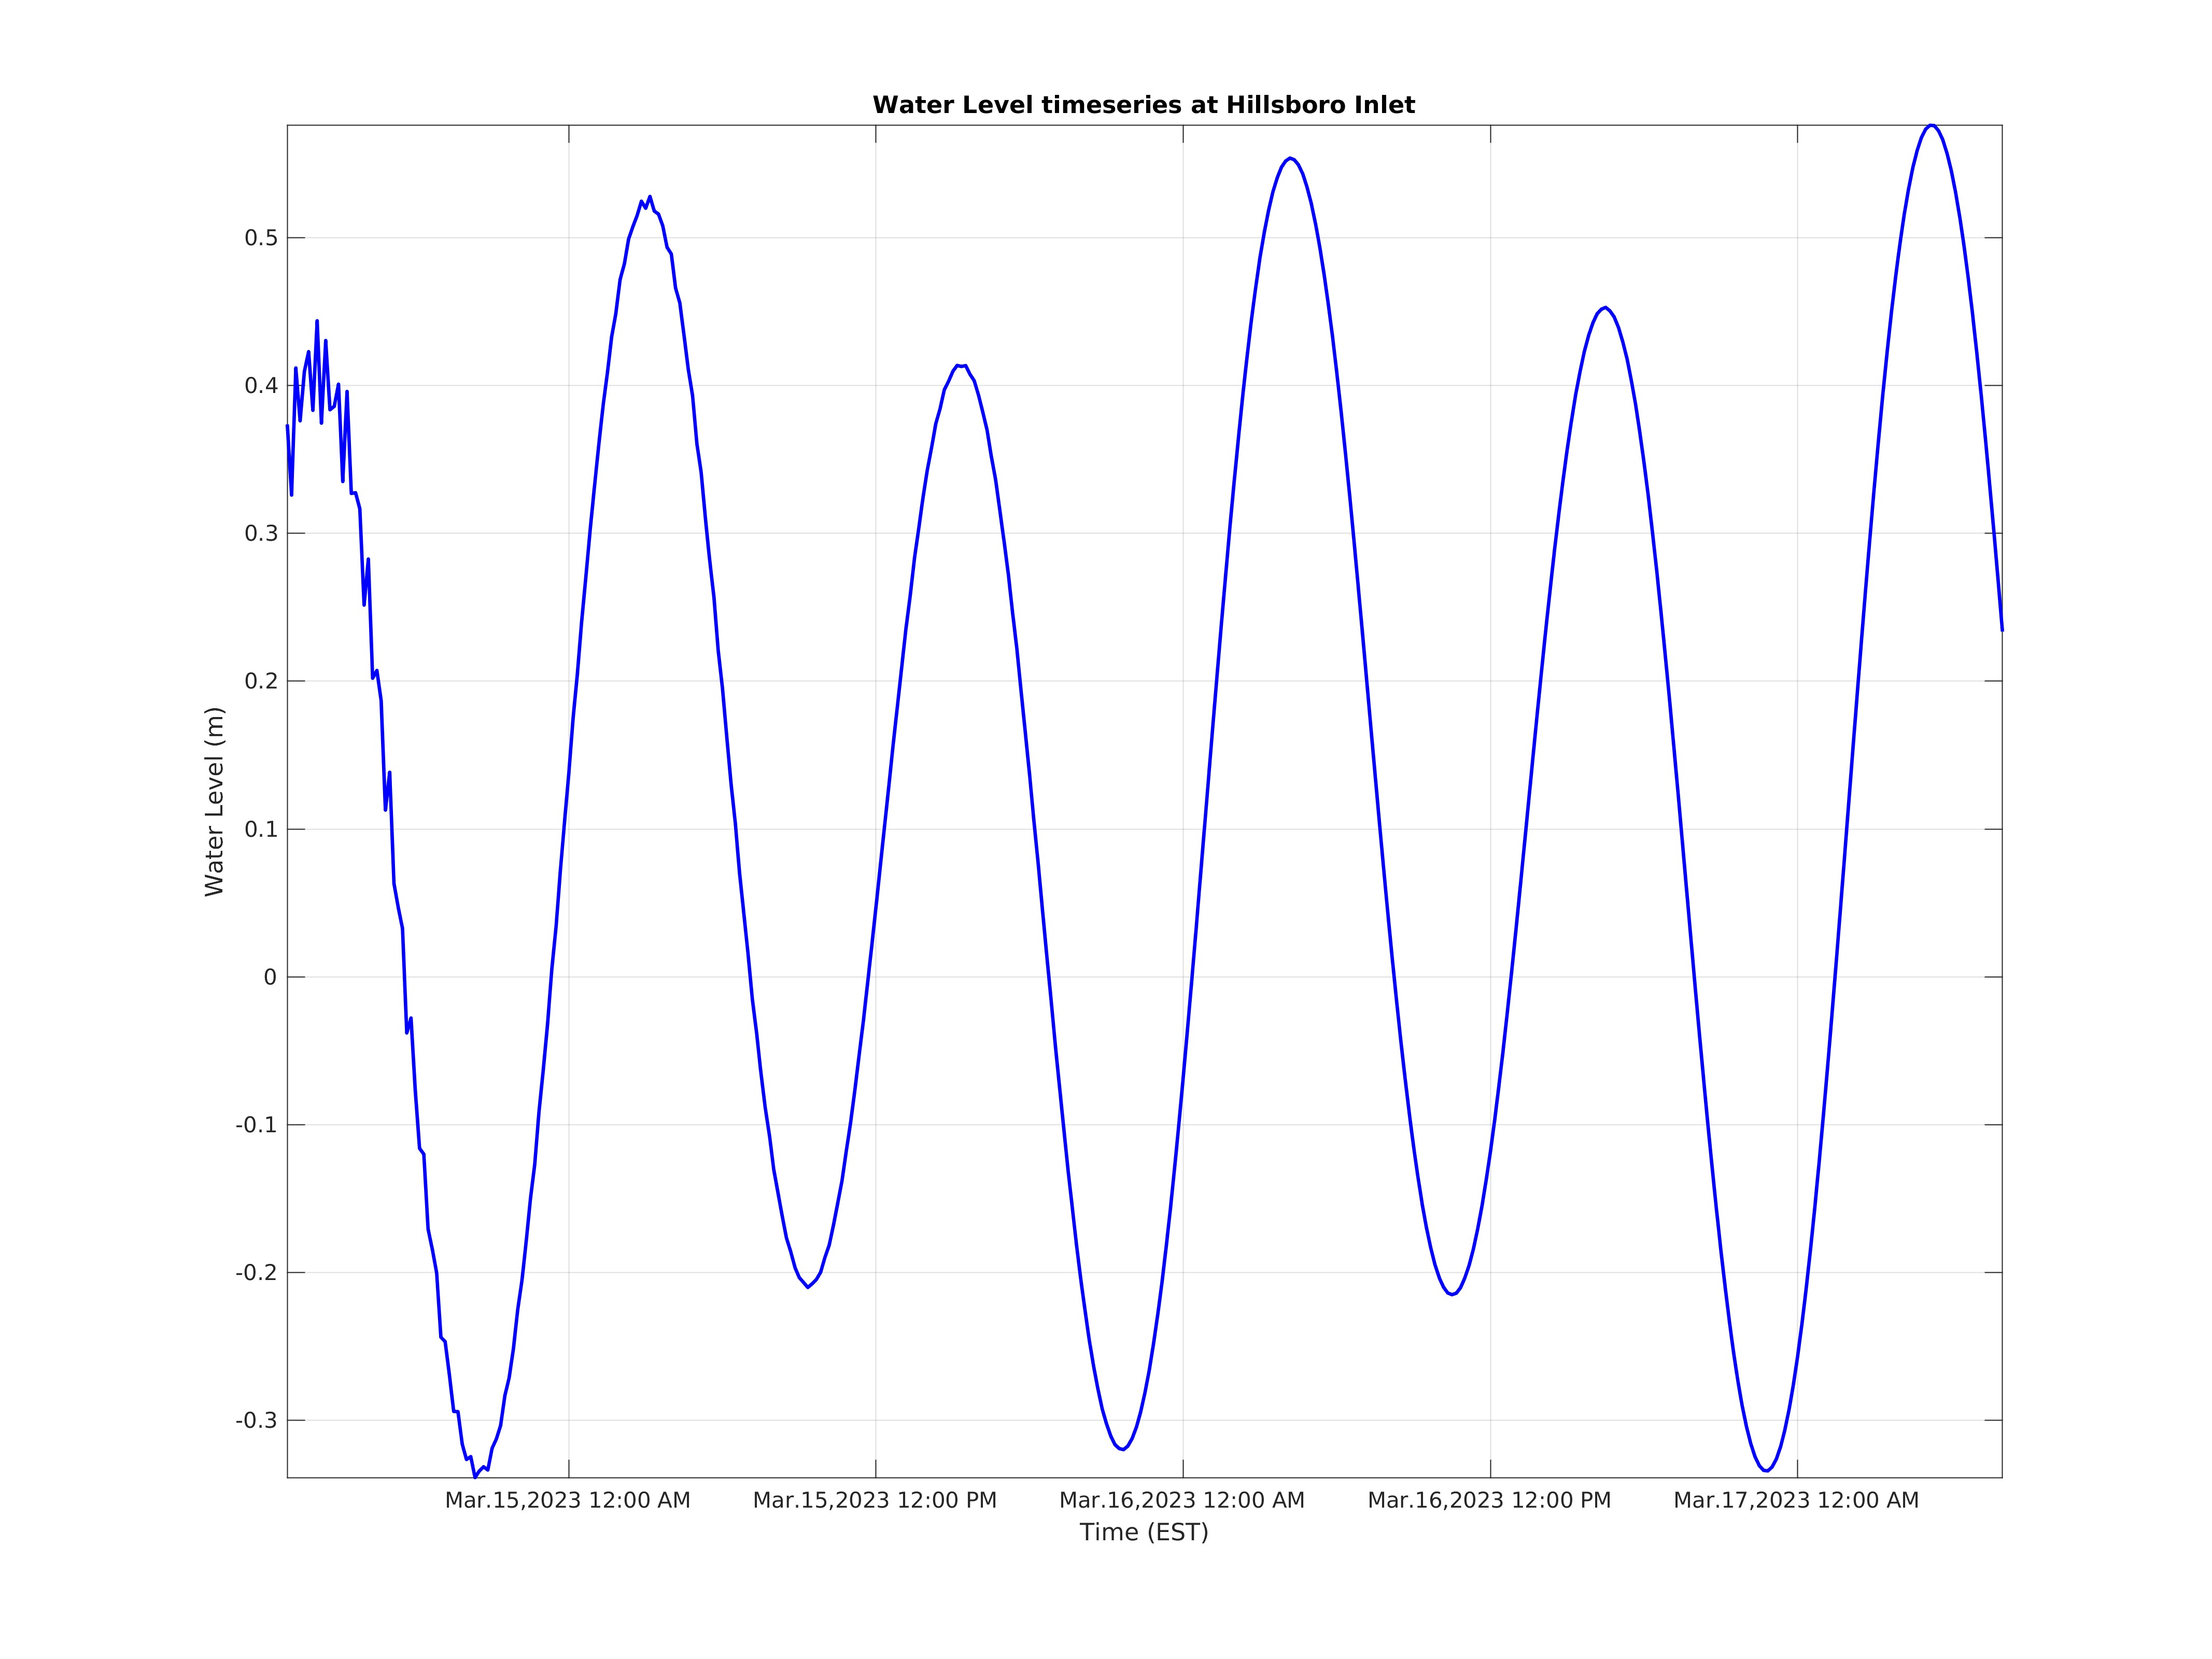 Water Level timeseries at Hillsboro Inlet
Water Level (m)
0.5
0.4
0.3
0.2
0.1
0
-0.1
-0.2
-0.3
Mar.15,2023 12:00 AM
Mar.15,2023 12:00 PM
Mar.16,2023 12:00 AM
Mar.16,2023 12:00 PM
Mar.17,2023 12:00 AM
Time (EST)